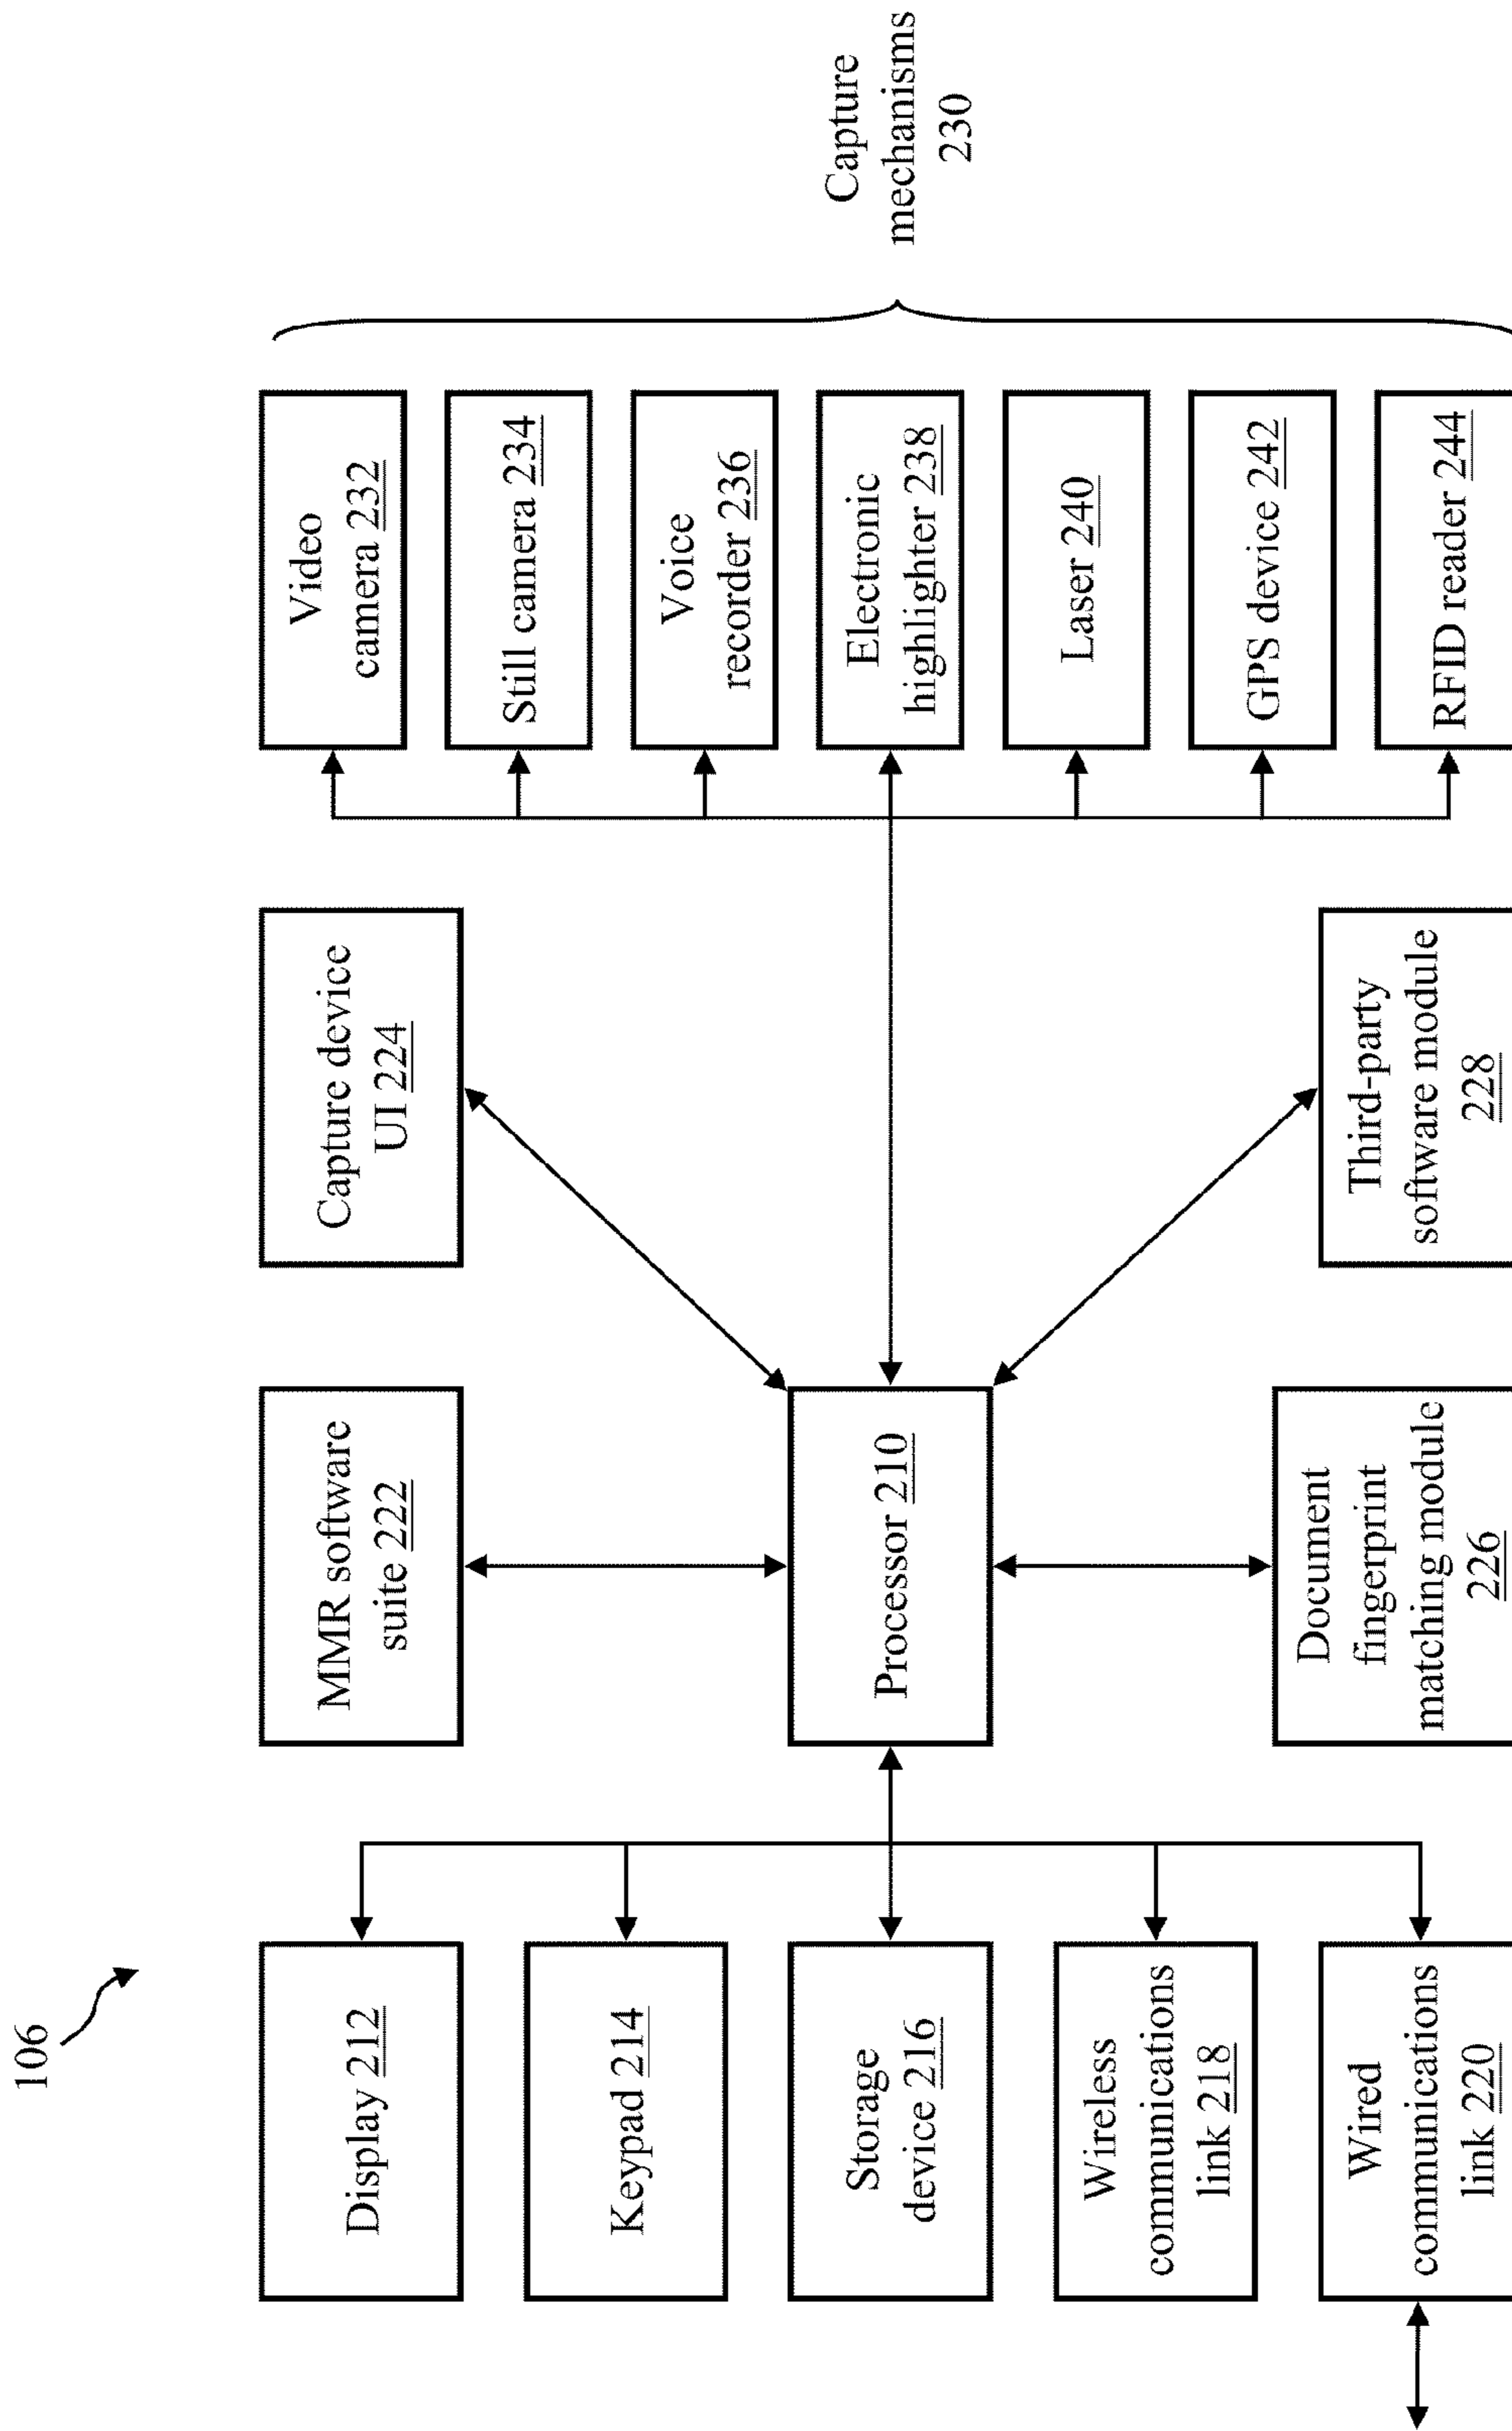 106
Display 212
Keypad 214
Storage
device 216
Wireless
communications
link 218
Wired
communications
link 220
MMR software
suite 222
Processor 210
Document
fingerprint
matching module
226
Capture device
UI 224
Third-party
software module
228
Video
camera 232
Still camera 234
Voice
recorder 236
Electronic
highlighter 238
Laser 240
GPS device 242
RFID reader 244
Capture
mechanisms
230